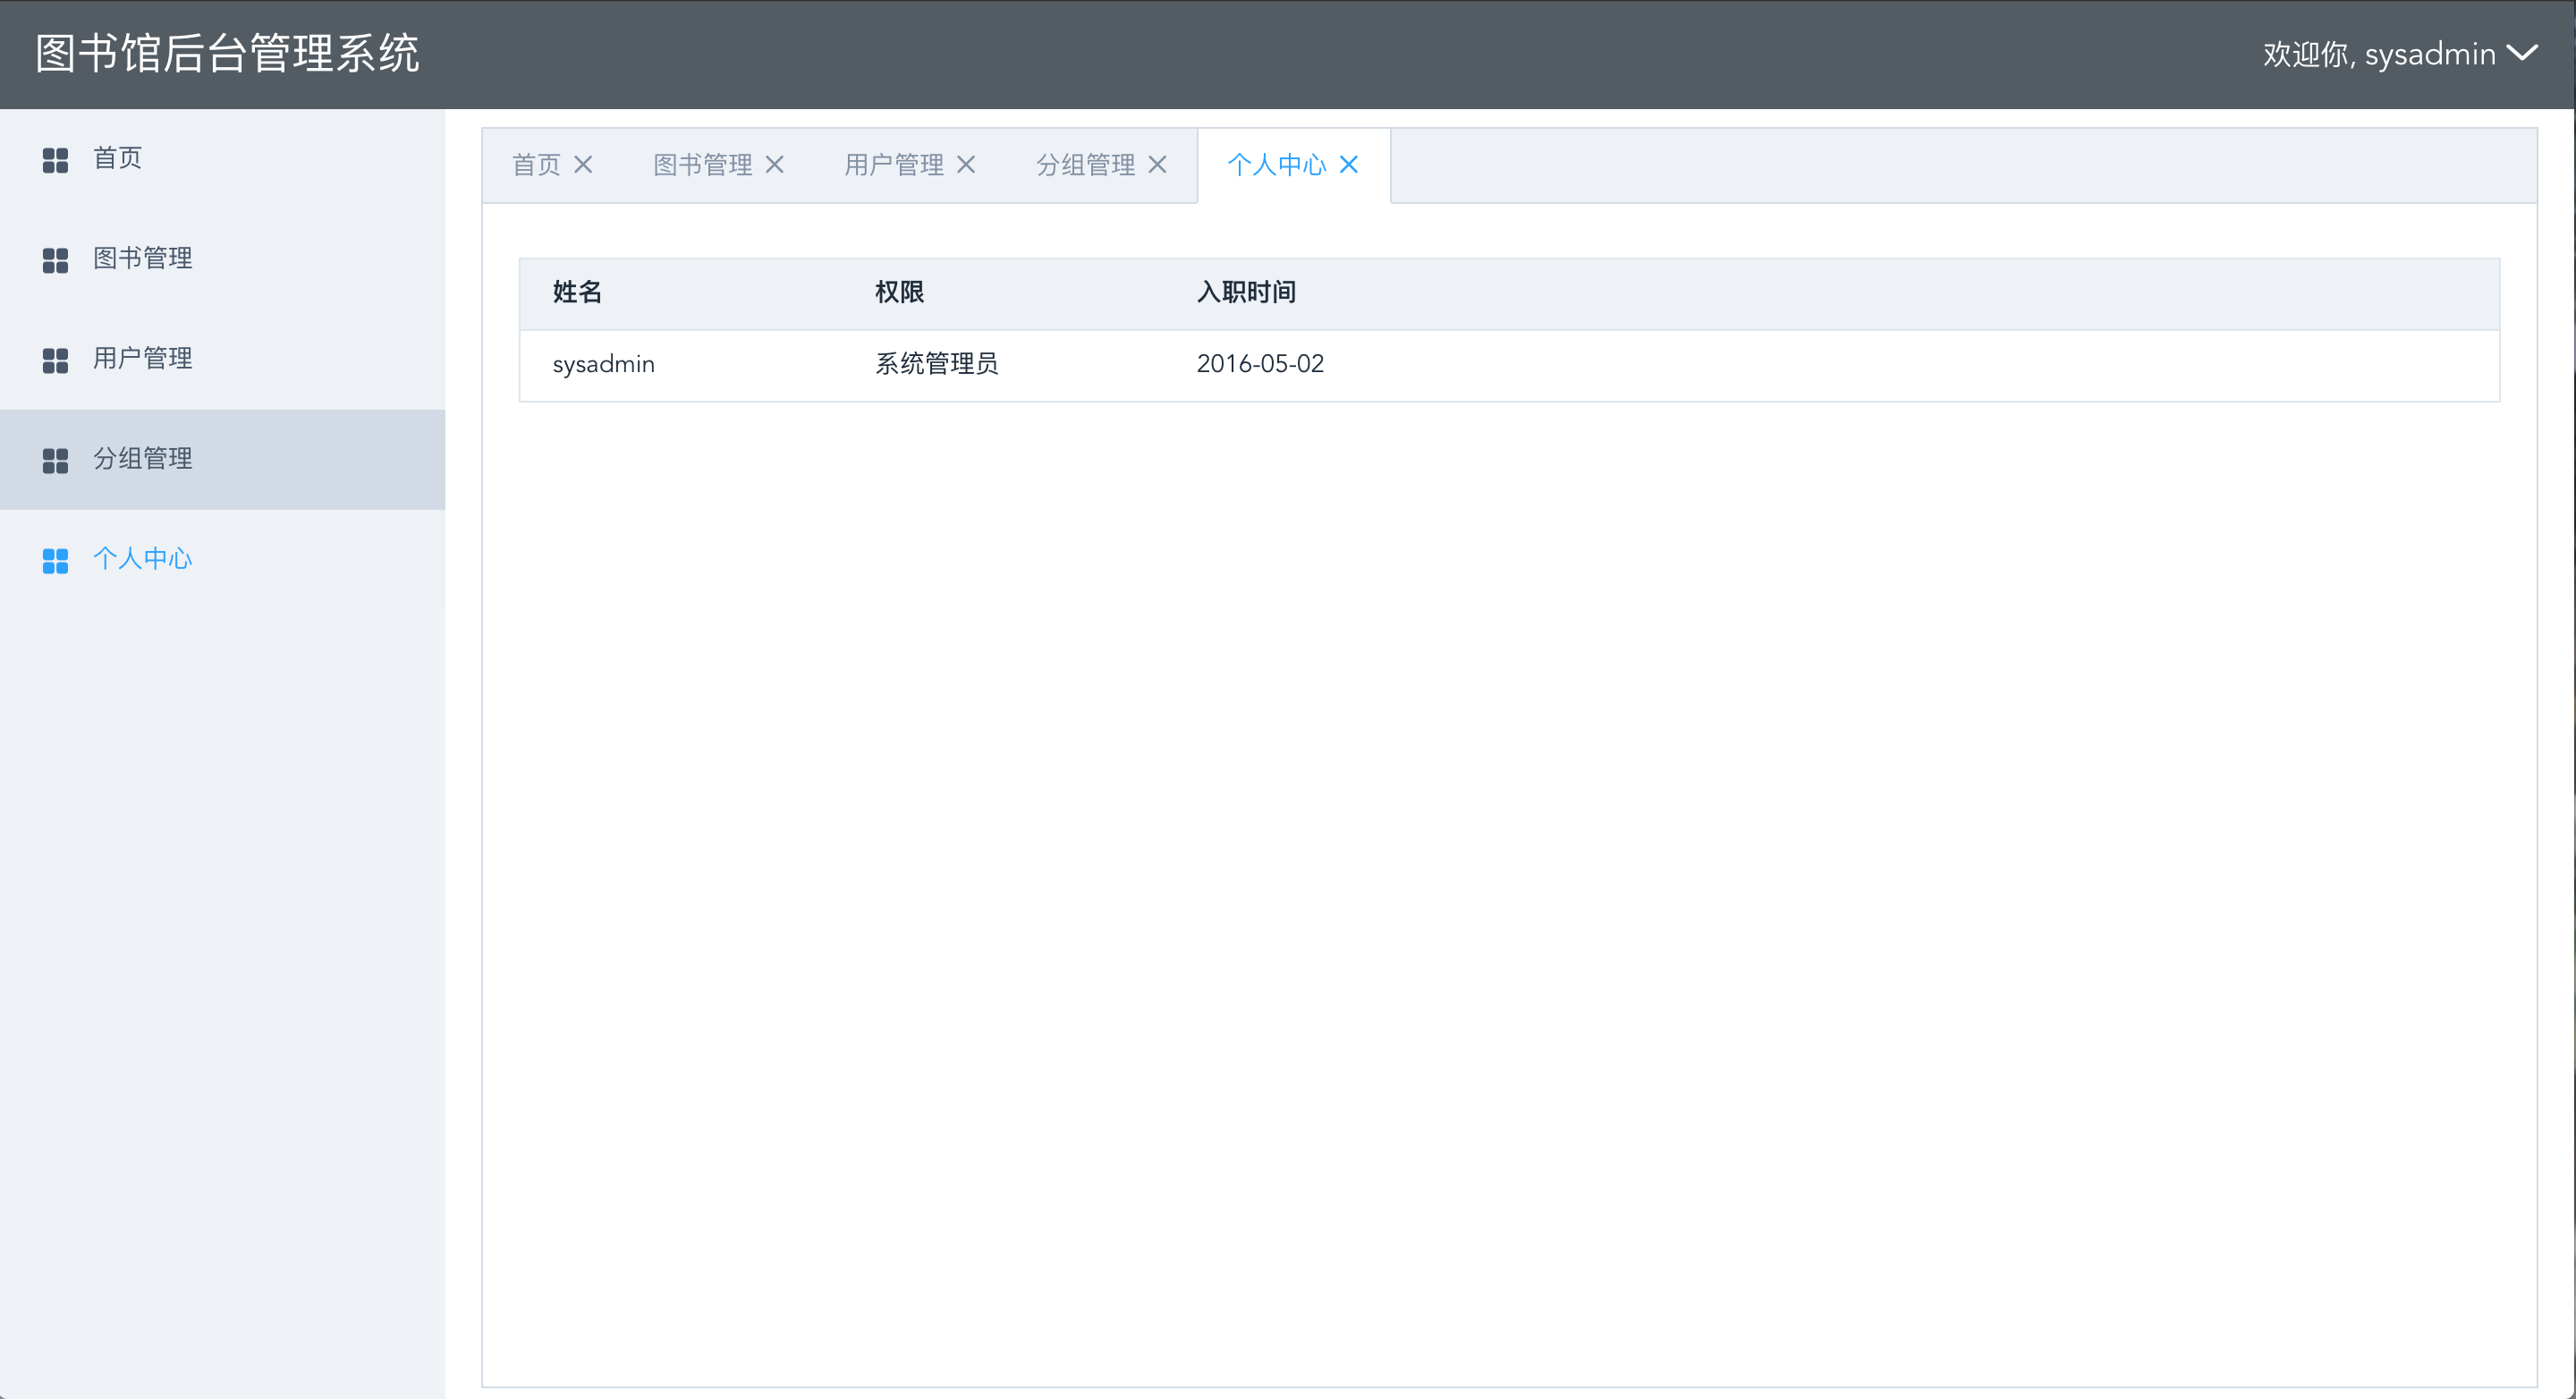 图书馆后台管理系统
欢迎你, sysadmin
首页
图书管理
用户管理
分组管理
个人中心
首页 图书管理 用户管理 分组管理 个人中心
姓名 权限 入职时间
sysadmin 系统管理员 2016-05-02